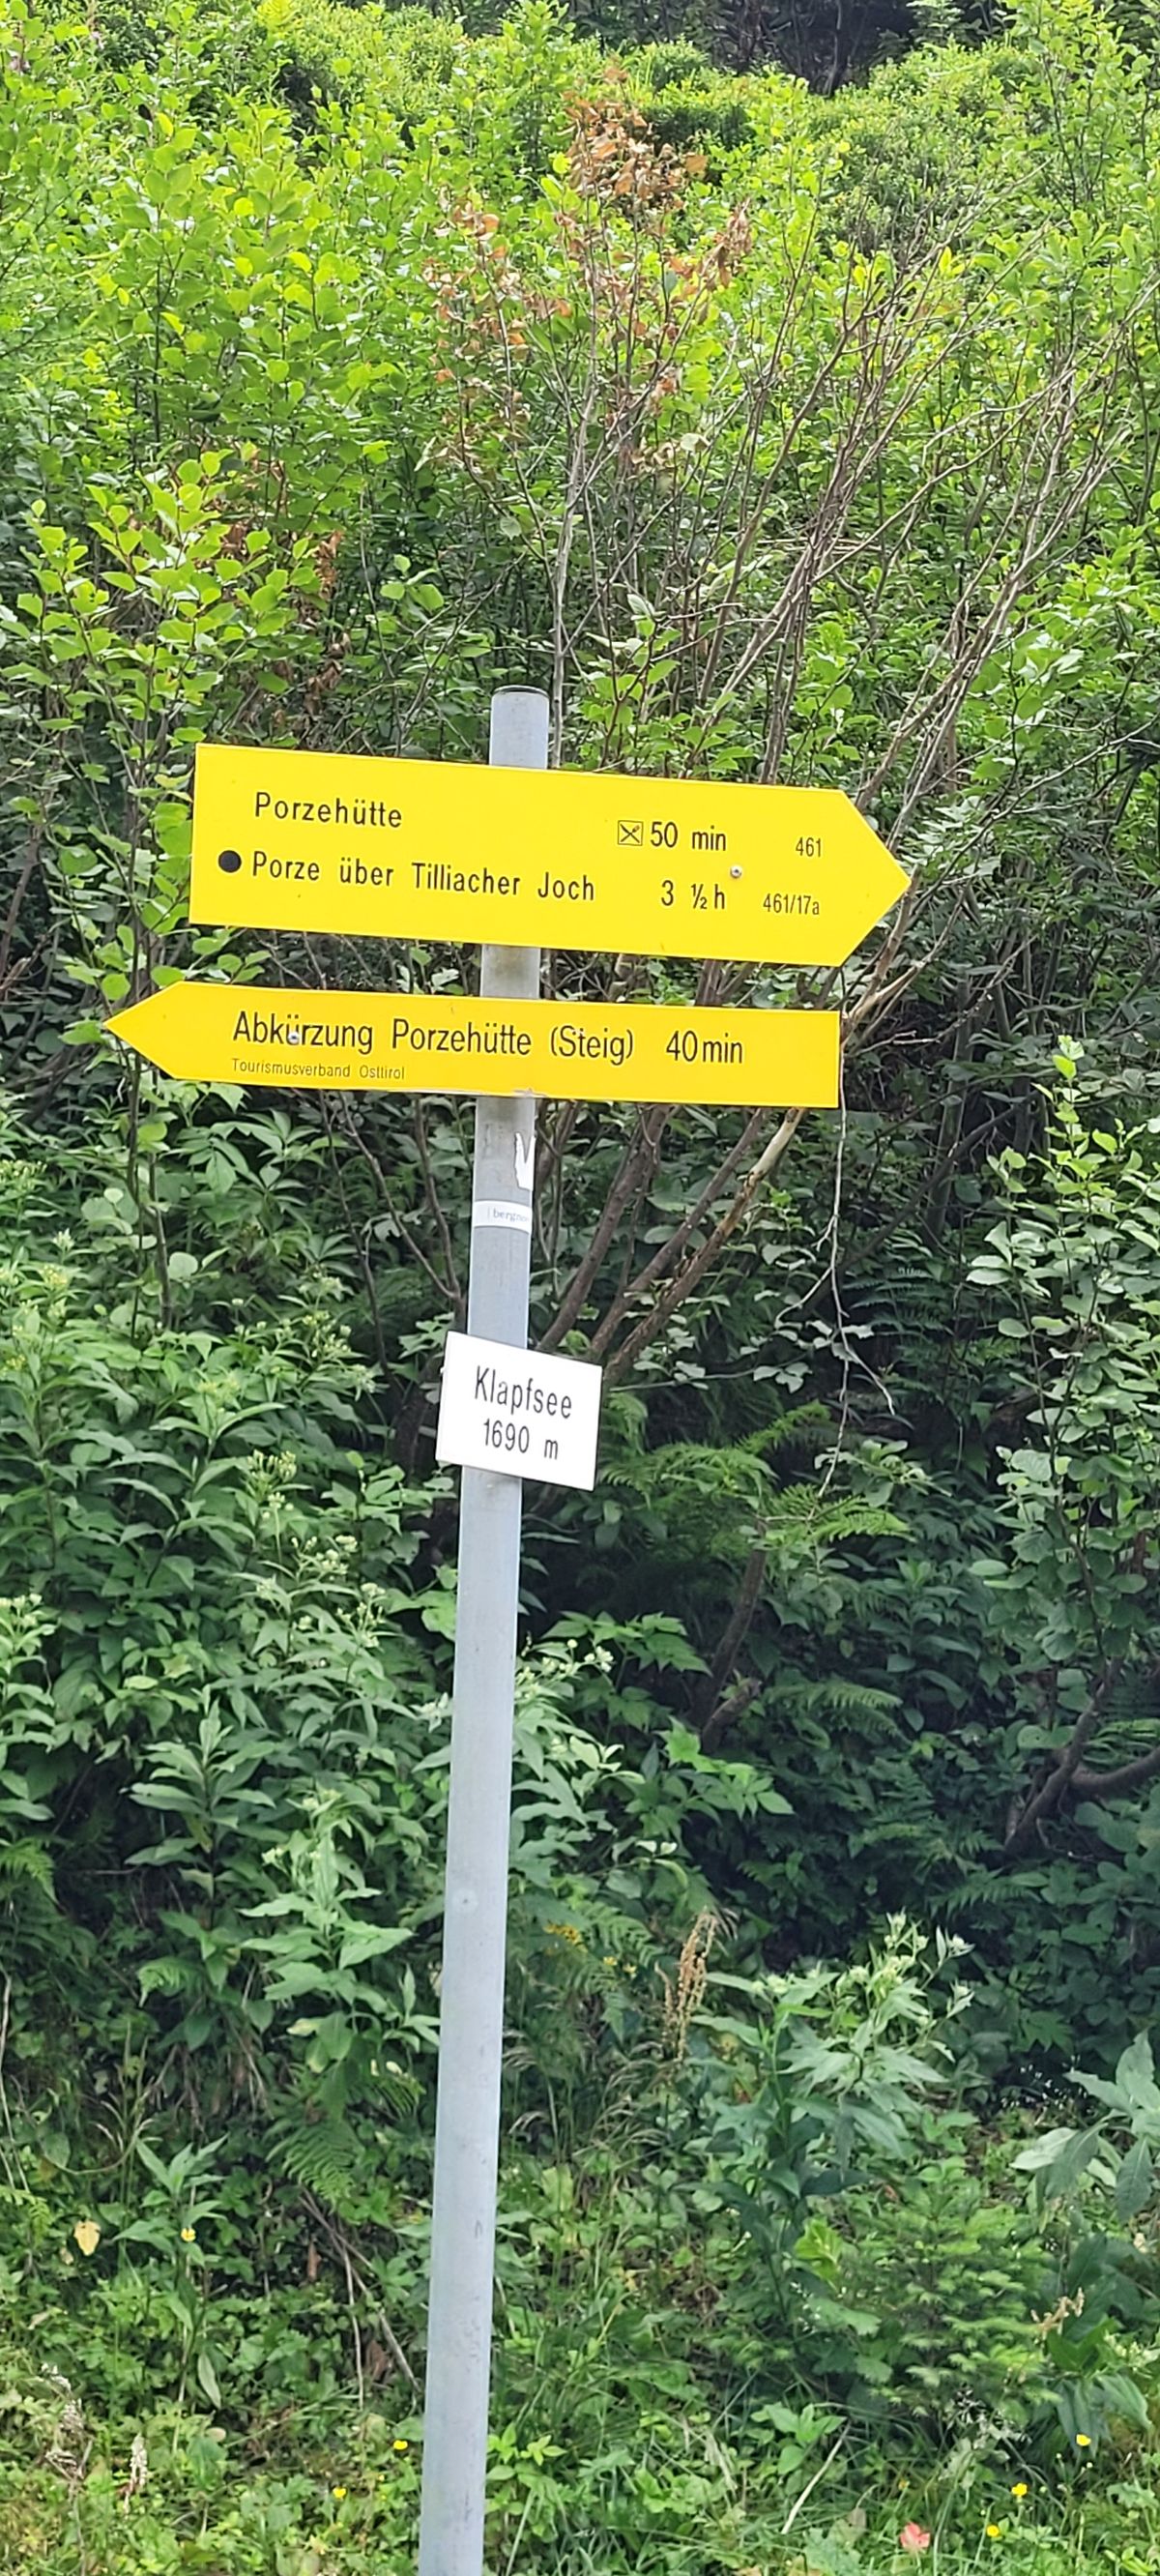 Porzehütte 50 min 461
Porze über Tilliacher Joch 3 ½ h 461/17a
Abkürzung Porzehütte (Steig) 40min
Tourismusverband Osttirol
Klapfsee
1690 m